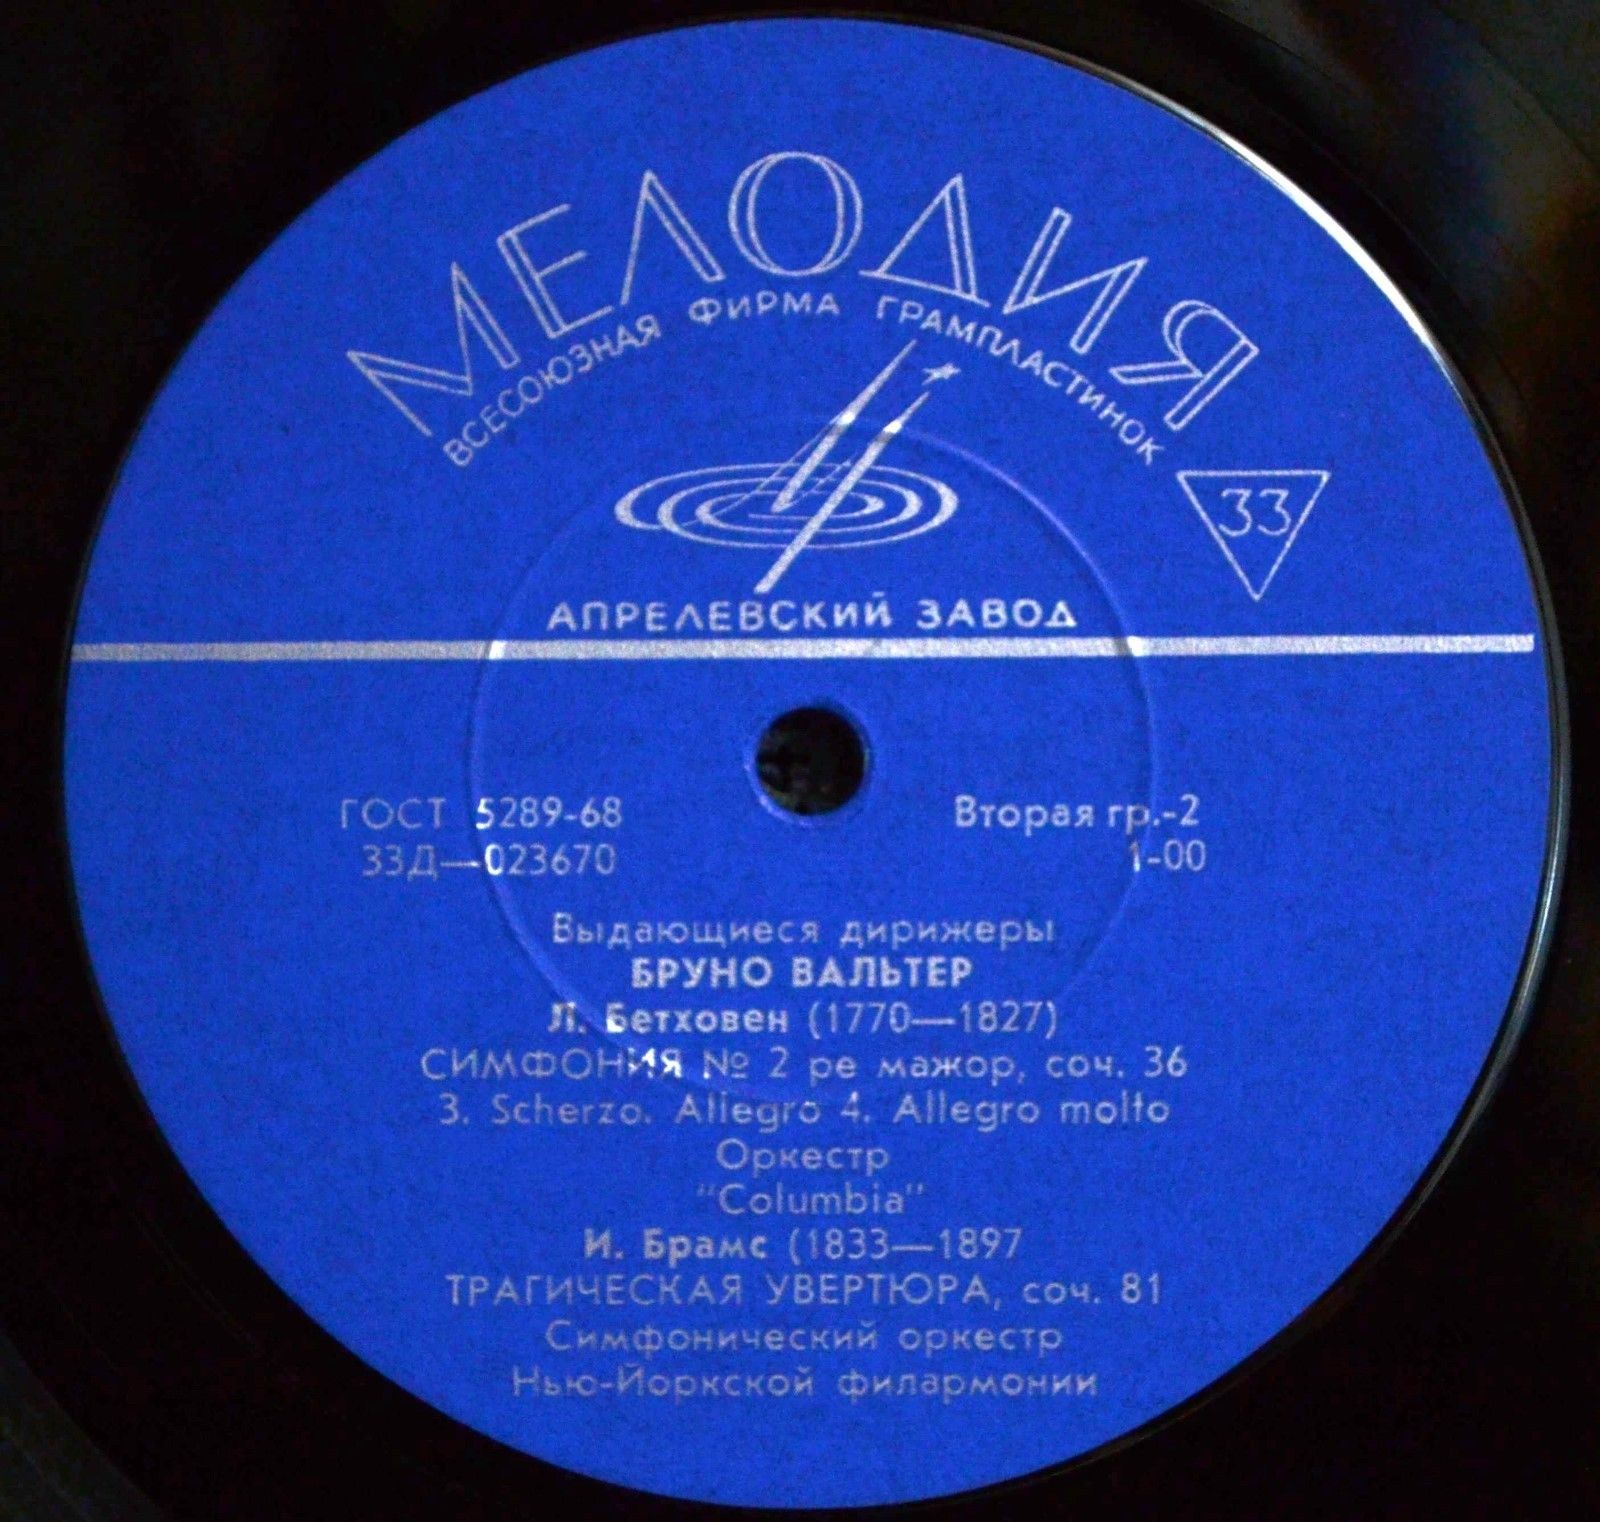 МЕЛОДИЯ
ВСЕСОЮЗНАЯ ФИРМА ГРАМПЛАСТИНОК
33
АПРЕЛЕВСКИЙ ЗАВОД
ГОСТ 5289-68 Вторая гр.-2
33Д—023670 1-00
Выдающиеся дирижеры
БРУНО ВАЛЬТЕР
Л. Бетховен (1770—1827)
СИМФОНИЯ № 2 ре мажор, соч. 36
3. Scherzo. Allegro 4. Allegro molto
Оркестр
"Columbia"
И. Брамс (1833—1897
ТРАГИЧЕСКАЯ УВЕРТЮРА, соч. 81
Симфонический оркестр
Нью-Йоркской филармонии